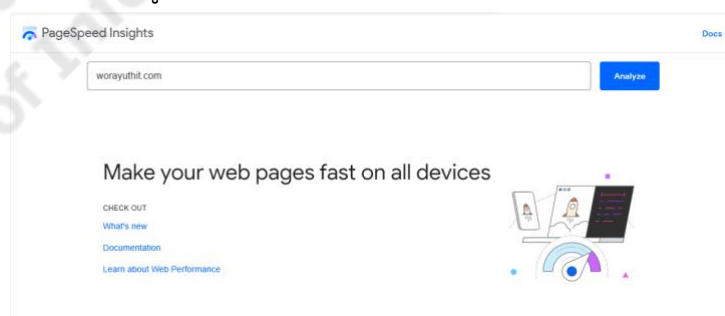 PageSpeed Insights
Docs
worayuthit.com
Analyze
Make your web pages fast on all devices
CHECK OUT
What's new
Documentation
Learn about Web Performance